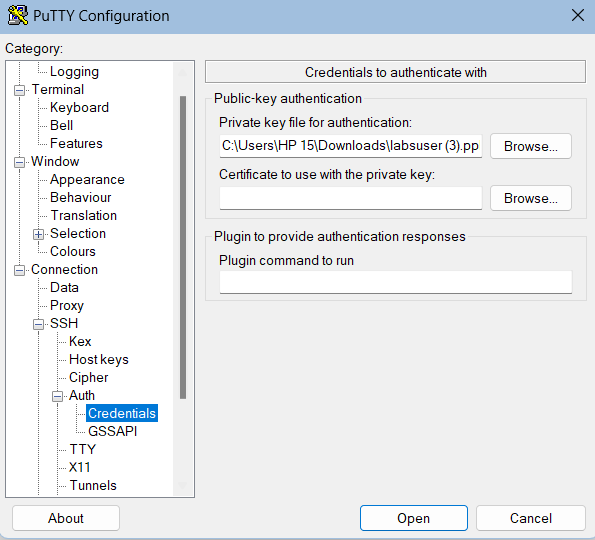 PuTTY Configuration
Category:
Logging
Terminal
Keyboard
Bell
Features
Window
Appearance
Behaviour
Translation
Selection
Colours
Connection
Data
Proxy
SSH
Kex
Host keys
Cipher
Auth
Credentials
GSSAPI
TTY
X11
Tunnels
Credentials to authenticate with
Public-key authentication
Private key file for authentication:
C:\Users\HP 15\Downloads\labsuser (3).pp
Browse...
Certificate to use with the private key:
Browse...
Plugin to provide authentication responses
Plugin command to run
About
Open
Cancel